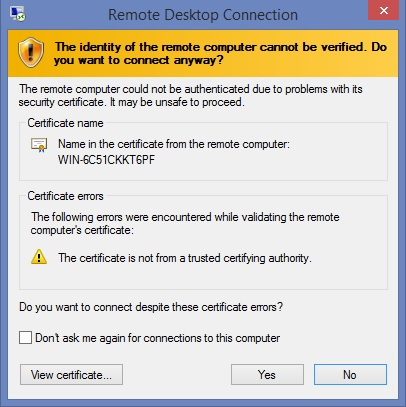 Remote Desktop Connection
The identity of the remote computer cannot be verified. Do
you want to connect anyway?
The remote computer could not be authenticated due to problems with its
security certificate. It may be unsafe to proceed.
Certificate name
Name in the certificate from the remote computer:
WIN-6C51CKKT6PF
Certificate errors
The following errors were encountered while validating the remote
computer's certificate:
The certificate is not from a trusted certifying authority.
Do you want to connect despite these certificate errors?
Don't ask me again for connections to this computer
View certificate...
Yes
No